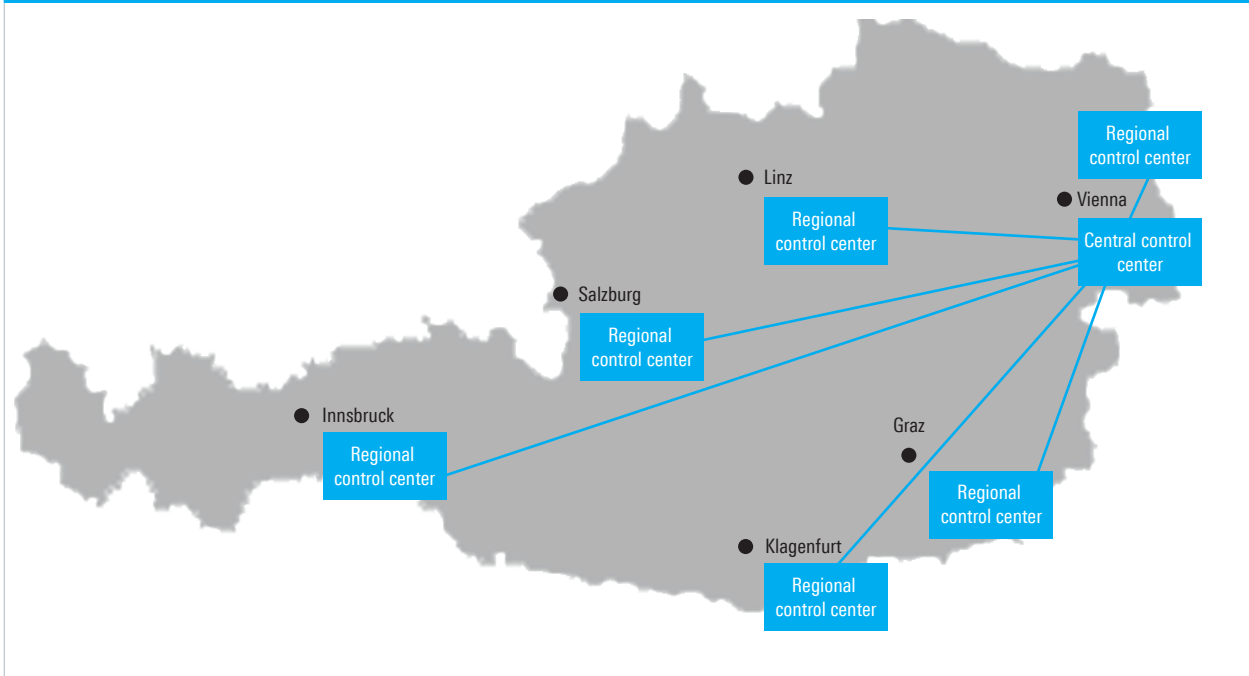 Regional
control center
Linz
Vienna
Regional
control center
Central control
center
Salzburg
Regional
control center
Innsbruck
Graz
Regional
control center
Regional
control center
Klagenfurt
Regional
control center